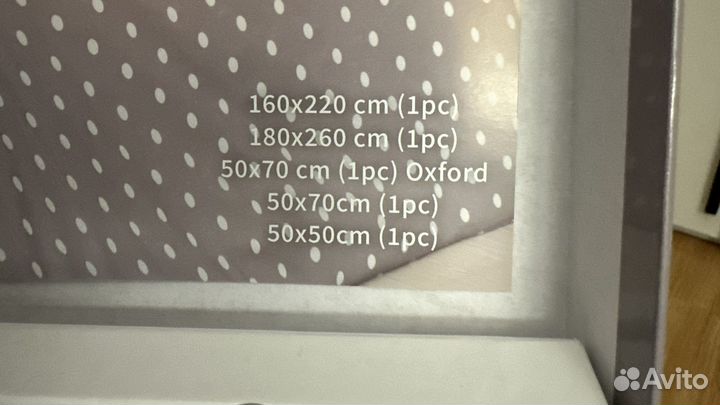 160x220 cm (1pc)
180x260 cm (1pc)
50x70 cm (1pc) Oxford
50x70cm (1pc)
50x50cm (1pc)
Avito